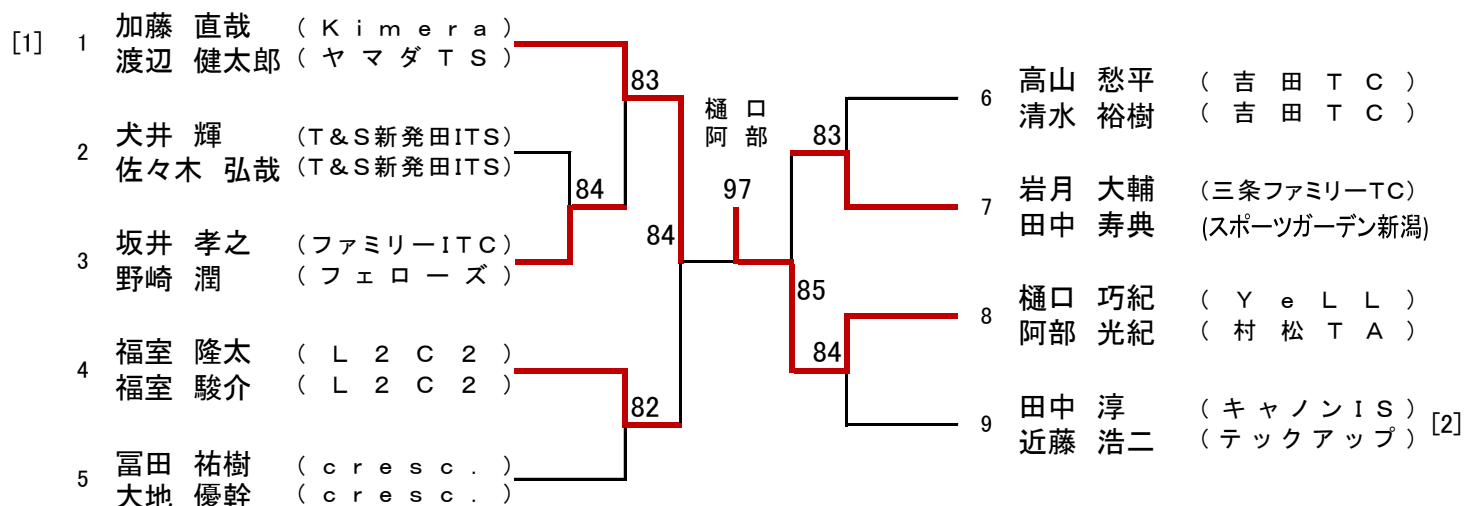 [1] 1 加藤 直哉 (Kimera)
渡辺 健太郎 (ヤマダTS)
83
2 犬井 輝 (T&S新発田ITS)
佐々木 弘哉 (T&S新発田ITS)
84
3 坂井 孝之 (ファミリーITC)
野崎 潤 (フェローズ)
84
4 福室 隆太 (L2C2)
福室 駿介 (L2C2)
82
5 冨田 祐樹 (cresc.)
大地 優幹 (cresc.)
樋口
阿部
97
6 高山 愁平 (吉田TC)
清水 裕樹 (吉田TC)
83
7 岩月 大輔 (三条ファミリーTC)
田中 寿典 (スポーツガーデン新潟)
85
8 樋口 巧紀 (YeLL)
阿部 光紀 (村松TA)
84
9 田中 淳 (キャノンIS) [2]
近藤 浩二 (テックアップ)